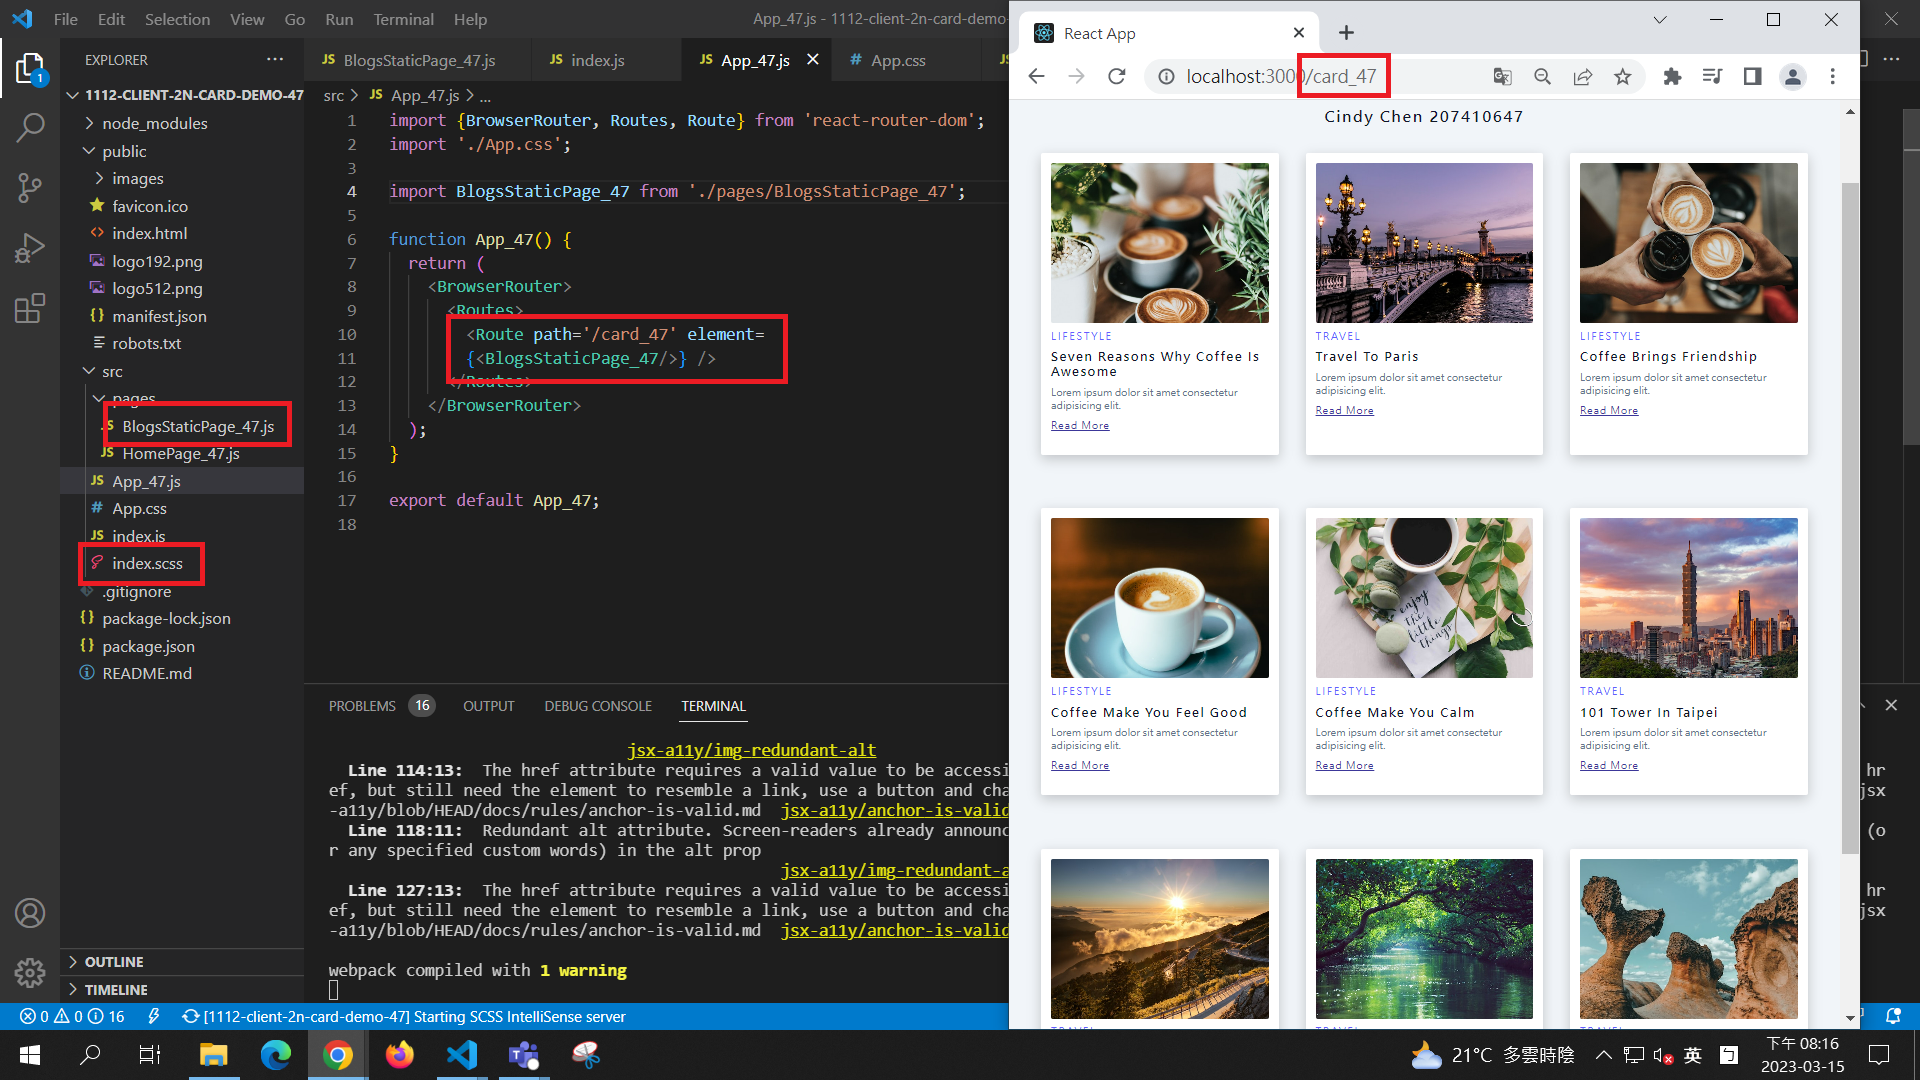 File Edit Selection View Go Run Terminal Help
App_47.js - 1112-client-2n-card-demo-
EXPLORER
1112-CLIENT-2N-CARD-DEMO-47
node_modules
public
images
favicon.ico
index.html
logo192.png
logo512.png
manifest.json
robots.txt
src
pages
BlogsStaticPage_47.js
HomePage_47.js
App_47.js
App.css
index.js
index.scss
.gitignore
package-lock.json
package.json
README.md
OUTLINE
TIMELINE
BlogsStaticPage_47.js index.js App_47.js App.css
src > App_47.js > ...
1 import {BrowserRouter, Routes, Route} from 'react-router-dom';
2 import './App.css';
3
4 import BlogsStaticPage_47 from './pages/BlogsStaticPage_47';
5
6 function App_47() {
7 return (
8 <BrowserRouter>
9 <Routes>
10 <Route path='/card_47' element=
11 {<BlogsStaticPage_47/>} />
12 </Routes>
13 </BrowserRouter>
14 );
15 }
16
17 export default App_47;
18
PROBLEMS 16 OUTPUT DEBUG CONSOLE TERMINAL
jsx-a11y/img-redundant-alt
Line 114:13: The href attribute requires a valid value to be accessi
ef, but still need the element to resemble a link, use a button and cha
-a11y/blob/HEAD/docs/rules/anchor-is-valid.md jsx-a11y/anchor-is-valid
Line 118:11: Redundant alt attribute. Screen-readers already announc
r any specified custom words) in the alt prop
jsx-a11y/img-redundant-a
Line 127:13: The href attribute requires a valid value to be accessi
ef, but still need the element to resemble a link, use a button and cha
-a11y/blob/HEAD/docs/rules/anchor-is-valid.md jsx-a11y/anchor-is-valid
webpack compiled with 1 warning
hr
jsx
(o
hr
jsx
0 0 16 [1112-client-2n-card-demo-47] Starting SCSS IntelliSense server
React App
localhost:3000/card_47
Cindy Chen 207410647
LIFESTYLE
Seven Reasons Why Coffee Is
Awesome
Lorem ipsum dolor sit amet consectetur
adipisicing elit.
Read More
TRAVEL
Travel To Paris
Lorem ipsum dolor sit amet consectetur
adipisicing elit.
Read More
LIFESTYLE
Coffee Brings Friendship
Lorem ipsum dolor sit amet consectetur
adipisicing elit.
Read More
LIFESTYLE
Coffee Make You Feel Good
Lorem ipsum dolor sit amet consectetur
adipisicing elit.
Read More
enjoy
the
little
things
LIFESTYLE
Coffee Make You Calm
Lorem ipsum dolor sit amet consectetur
adipisicing elit.
Read More
TRAVEL
101 Tower In Taipei
Lorem ipsum dolor sit amet consectetur
adipisicing elit.
Read More
21°C 多雲時陰
英
下午 08:16
2023-03-15